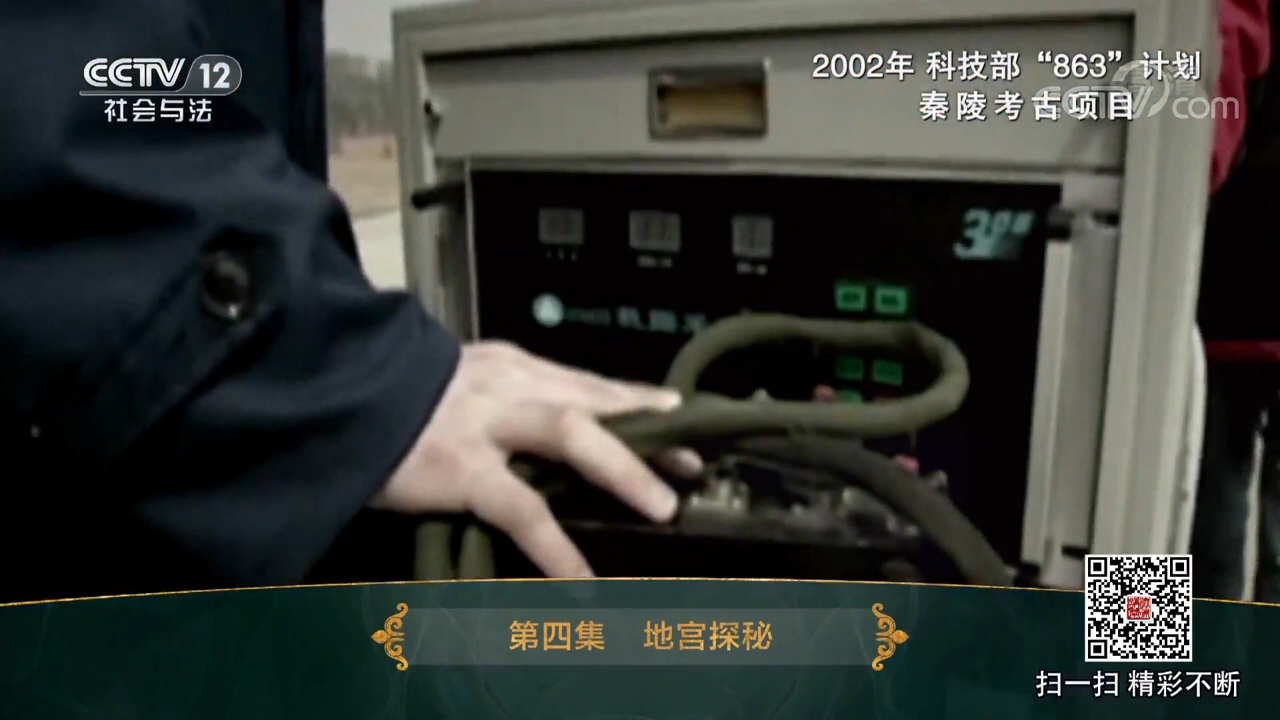 CCTV 12
社会与法
2002年 科技部“863”计划
秦陵考古项目
com
第四集 地宫探秘
扫一扫 精彩不断